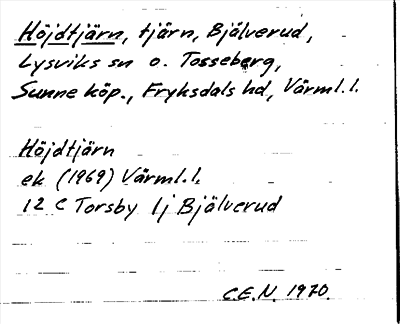 Höjdtjärn, tjärn, Bjälverud,
Lysviks sn o. Tosseberg,
Sunne köp., Fryksdals hd, Värml.l.
Höjdtjärn
ek (1969) Värml.l.
12 C Torsby lj Bjälverud
C.E.N. 1970.